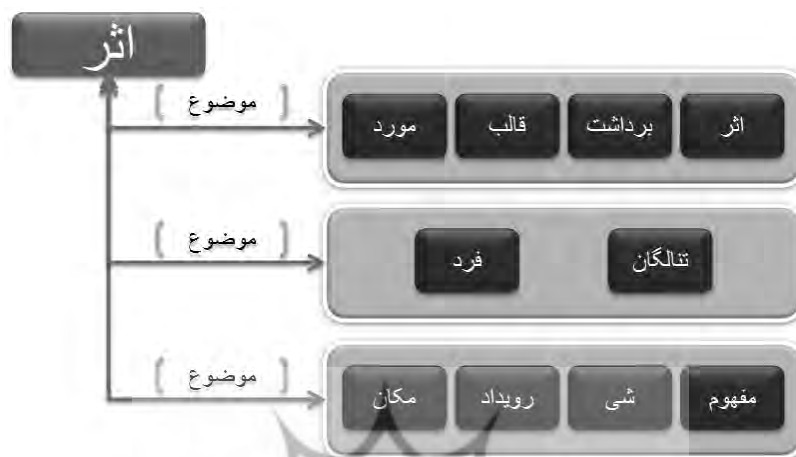 اثر
[ موضوع ]
اثر برداشت قالب مورد
[ موضوع ]
تنالگان فرد
[ موضوع ]
مفهوم شی رویداد مکان